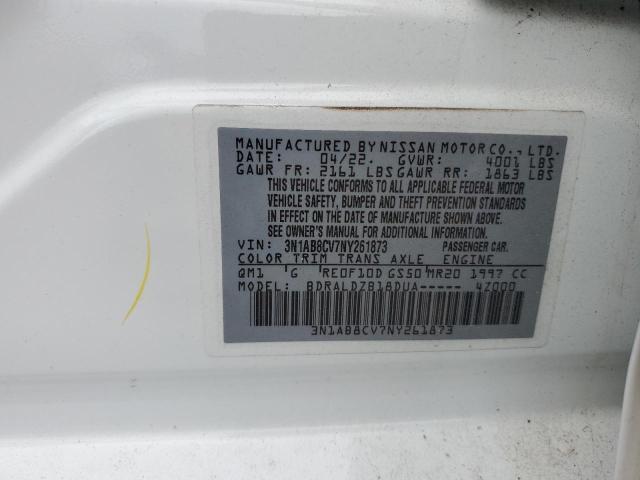 MANUFACTURED BY NISSAN MOTOR CO., LTD.
DATE: 04/22. GVWR: 4001 LBS
GAWR FR: 2161 LBS GAWR RR: 1863 LBS
THIS VEHICLE CONFORMS TO ALL APPLICABLE FEDERAL MOTOR
VEHICLE SAFETY, BUMPER AND THEFT PREVENTION STANDARDS
IN EFFECT ON THE DATE OF MANUFACTURE SHOWN ABOVE.
SEE OWNER'S MANUAL FOR ADDITIONAL INFORMATION.
VIN: 3N1AB8CV7NY261873 PASSENGER CAR.
COLOR TRIM TRANS AXLE ENGINE
QM1 G RE0F10D GS50 MR20 1997 CC
MODEL: BDRALDZB18DUA----- 4Z000
3N1AB8CV7NY261873